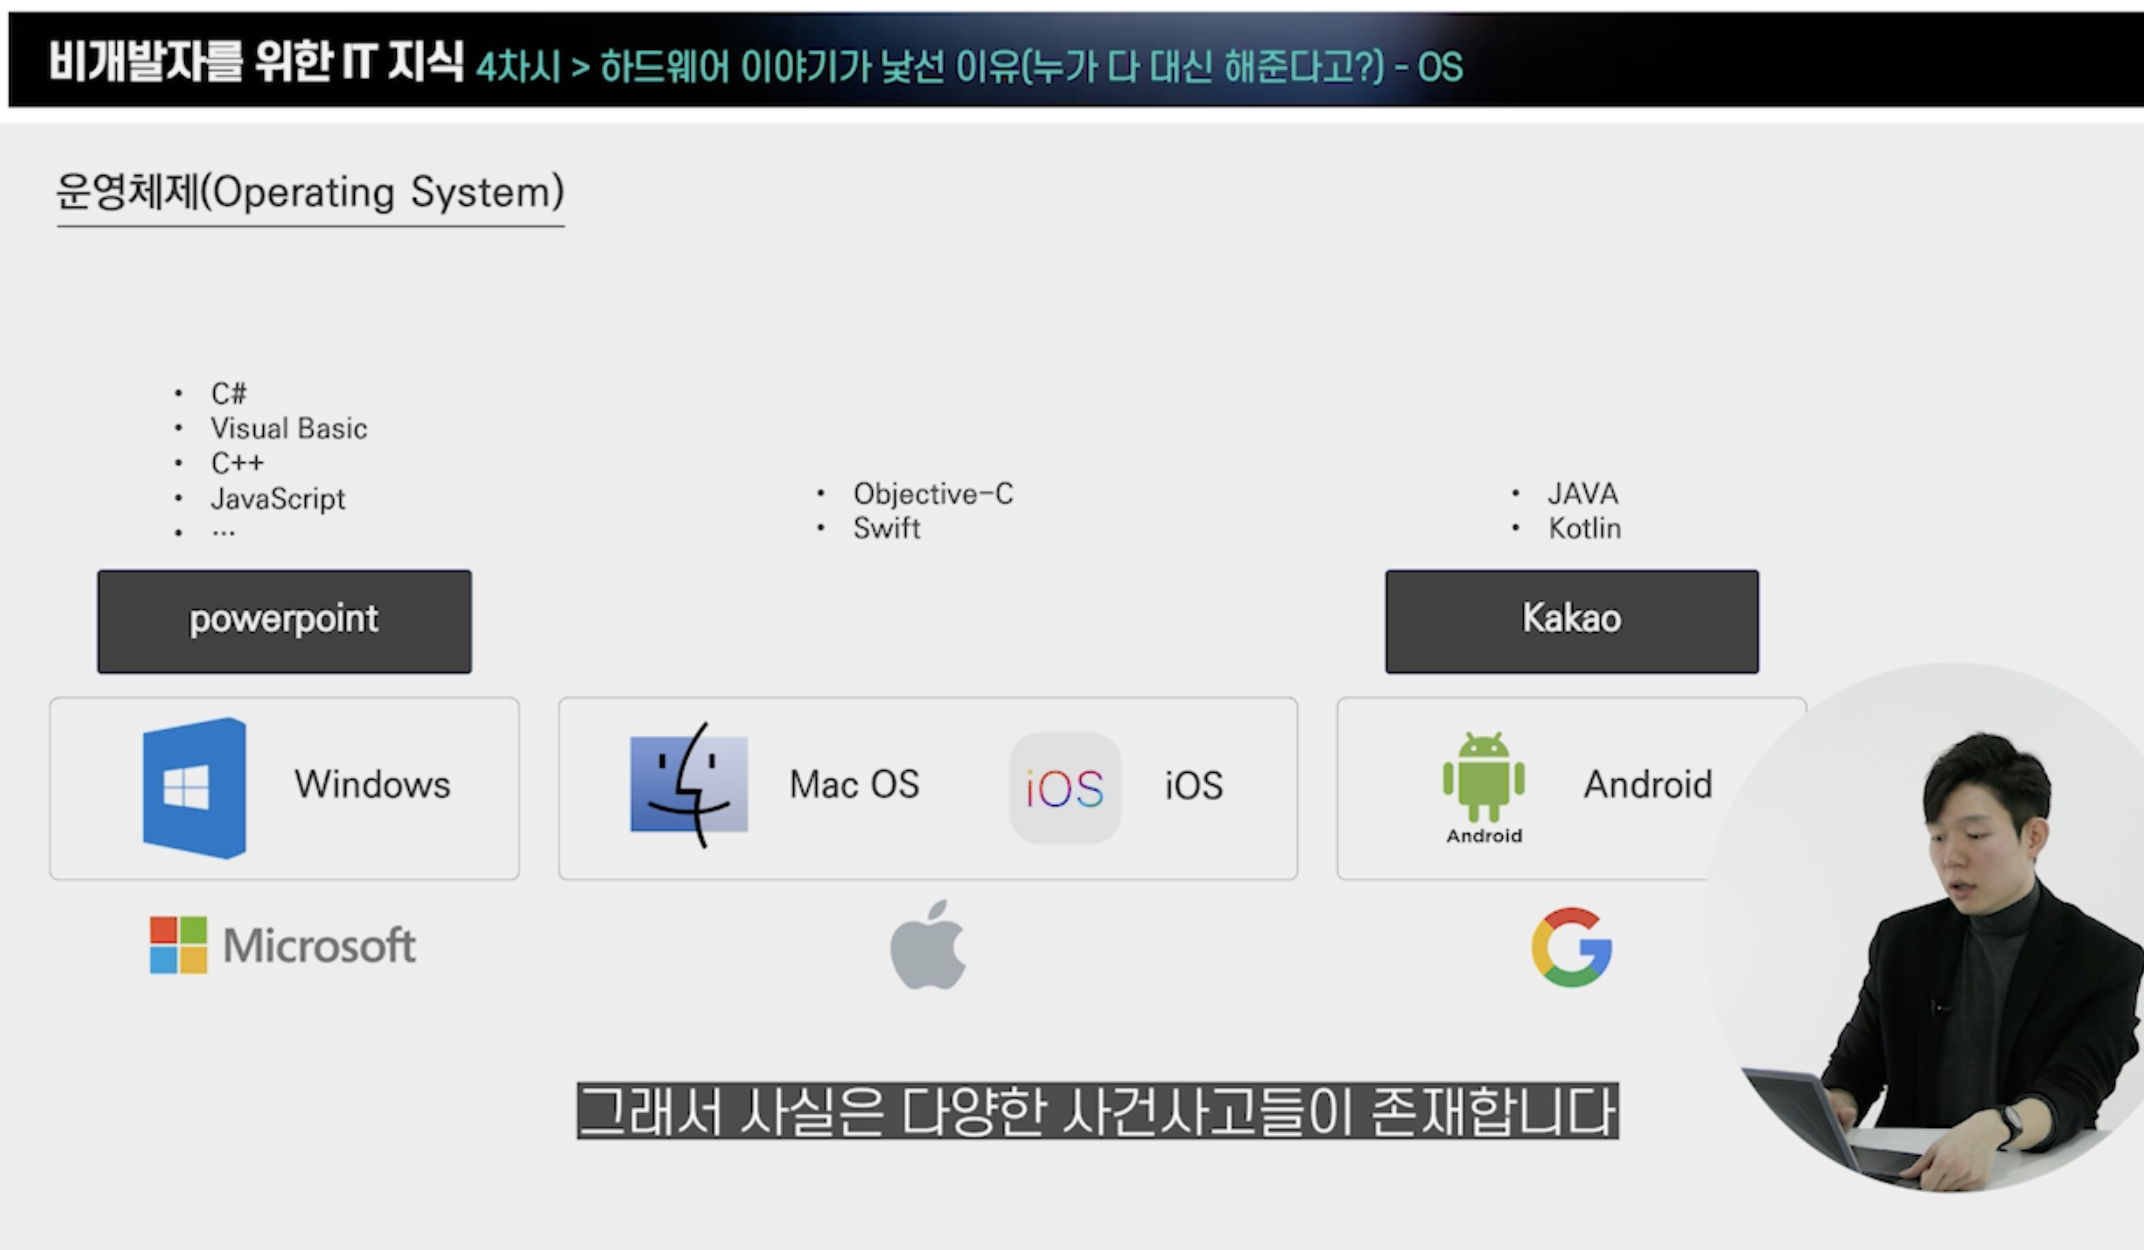 비개발자를 위한 IT 지식 4차시 > 하드웨어 이야기가 낯선 이유(누가 다 대신 해준다고?) - OS
운영체제(Operating System)
• C#
• Visual Basic
• C++
• JavaScript
• ...
powerpoint
Windows
Microsoft
• Objective-C
• Swift
Mac OS
iOS
iOS
• JAVA
• Kotlin
Kakao
Android
Android
그래서 사실은 다양한 사건사고들이 존재합니다